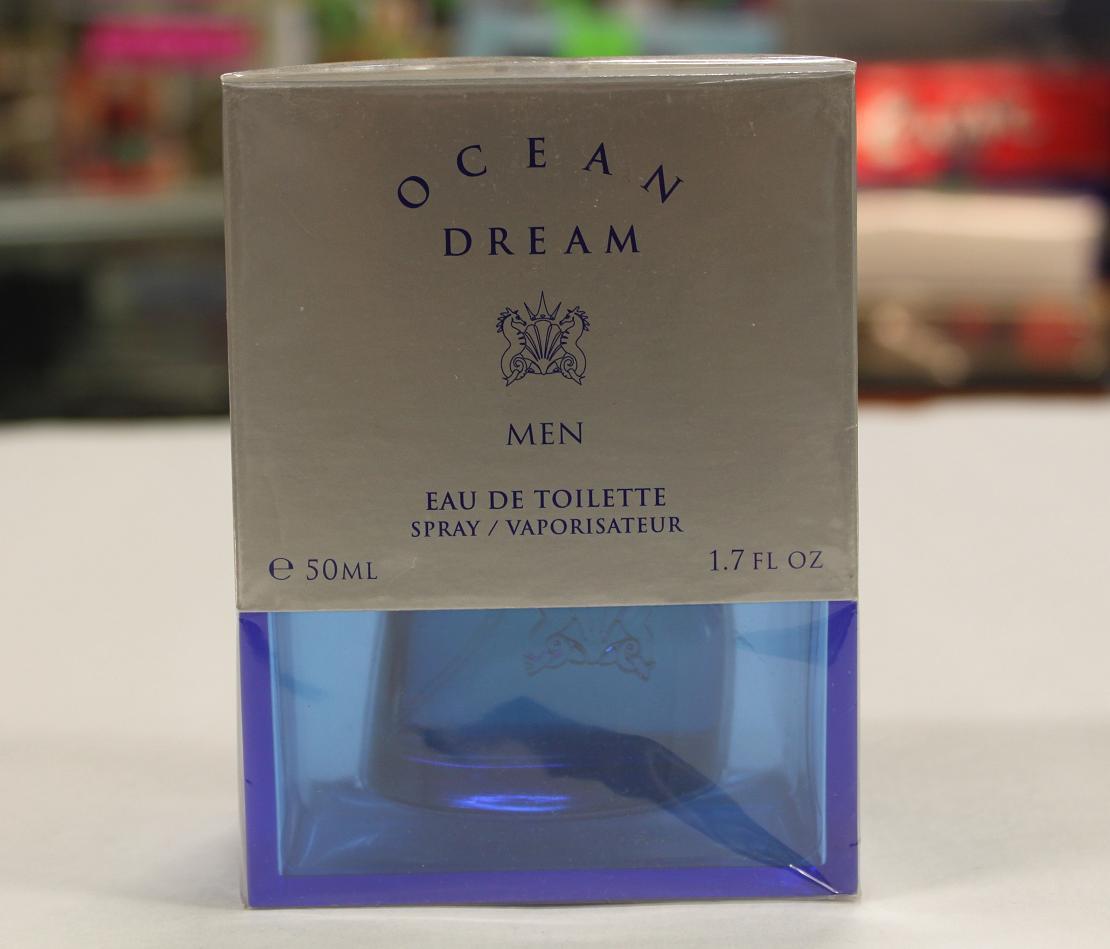 OCEAN
DREAM
MEN
EAU DE TOILETTE
SPRAY / VAPORISATEUR
℮ 50ML
1.7 FL OZ